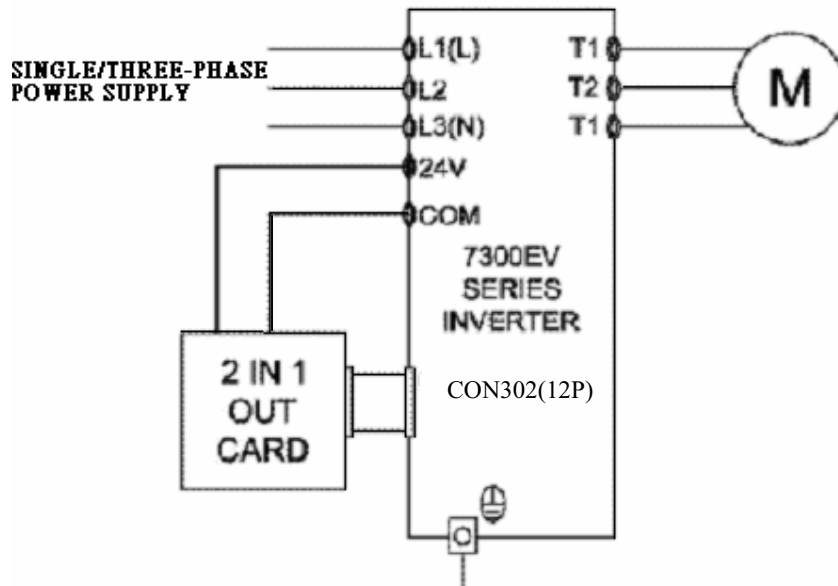 SINGLE/THREE-PHASE
POWER SUPPLY
L1(L)
L2
L3(N)
24V
COM
T1
T2
T1
M
7300EV
SERIES
INVERTER
CON302(12P)
2 IN 1
OUT
CARD